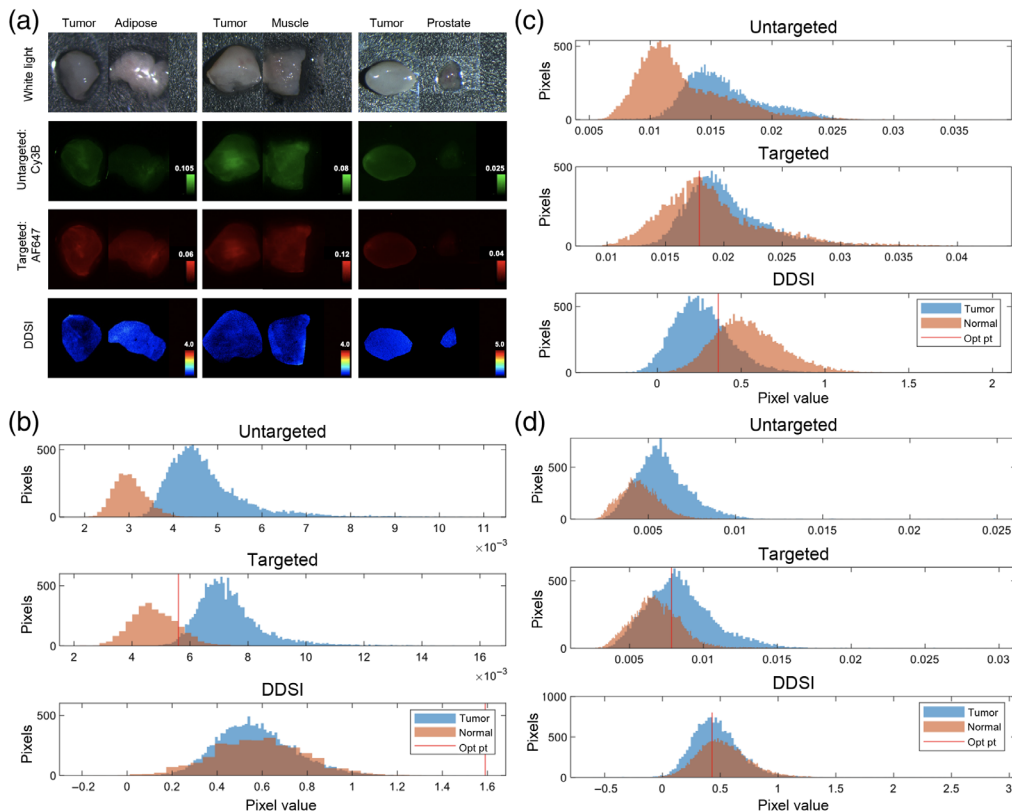 (a)
Tumor Adipose Tumor Muscle Tumor Prostate
White light
Untargeted:
Cy3B
0.105 0.08 0.025
Targeted:
AF647
0.06 0.12 0.04
DDSI
4.0 4.0 5.0
(c)
Untargeted
Pixels
500
0
0.005 0.01 0.015 0.02 0.025 0.03 0.035
Targeted
Pixels
500
0
0.01 0.015 0.02 0.025 0.03 0.035 0.04
DDSI
Pixels
500
0
Tumor
Normal
Opt pt
0 0.5 1 1.5 2
Pixel value
(b)
Untargeted
Pixels
500
0
2 3 4 5 6 7 8 9 10 11
×10⁻³
Targeted
Pixels
500
0
2 4 6 8 10 12 14 16
×10⁻³
DDSI
Pixels
500
0
Tumor
Normal
Opt pt
−0.2 0 0.2 0.4 0.6 0.8 1 1.2 1.4 1.6
Pixel value
(d)
Untargeted
Pixels
500
0
0.005 0.01 0.015 0.02 0.025
Targeted
Pixels
500
0
0.005 0.01 0.015 0.02 0.025 0.03
DDSI
Pixels
1000
500
0
Tumor
Normal
Opt pt
−0.5 0 0.5 1 1.5 2 2.5 3
Pixel value